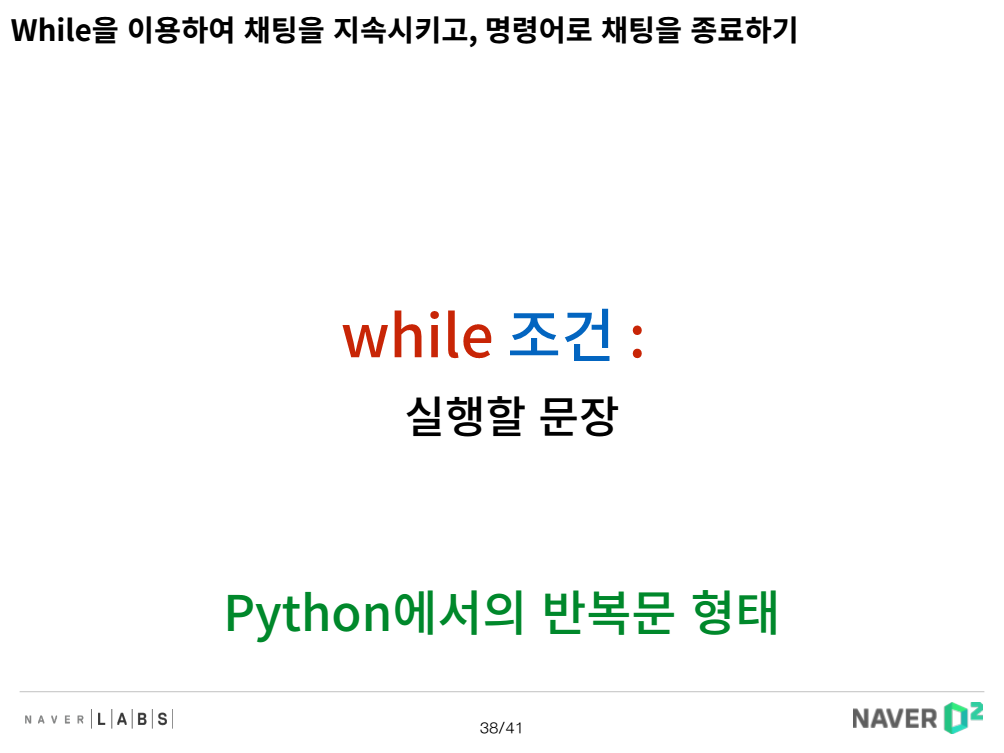 While을 이용하여 채팅을 지속시키고, 명령어로 채팅을 종료하기
while 조건 :
실행할 문장
Python에서의 반복문 형태
NAVER LABS
38/41
NAVER D2